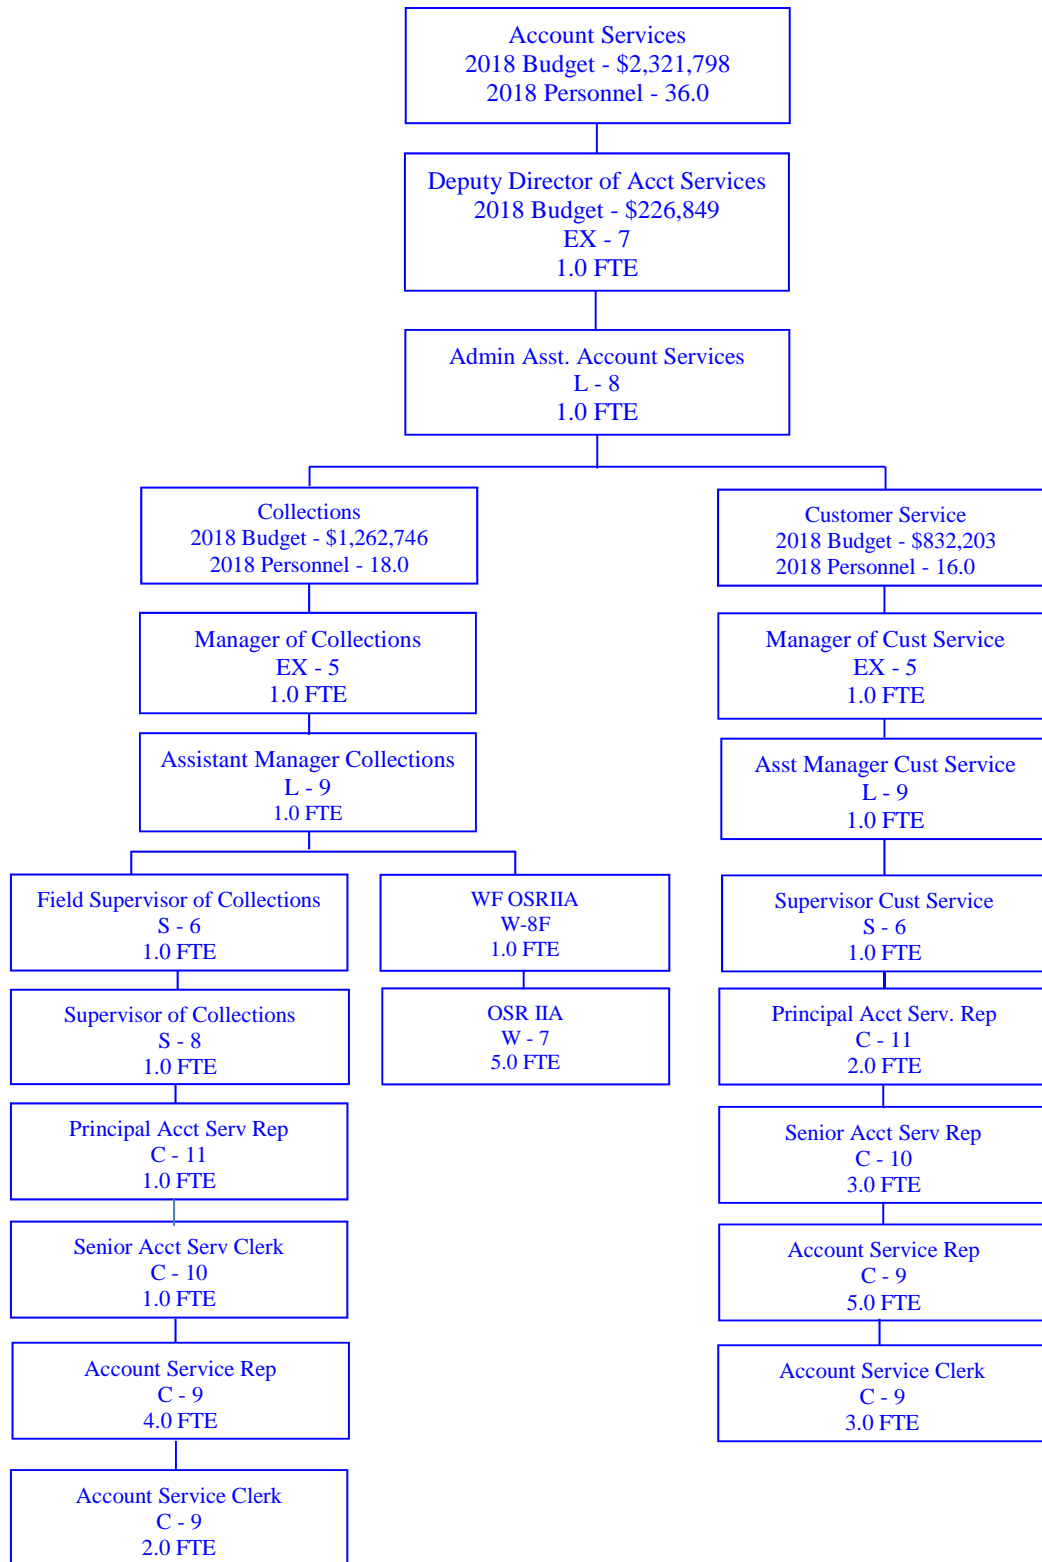 Account Services
2018 Budget - $2,321,798
2018 Personnel - 36.0
Deputy Director of Acct Services
2018 Budget - $226,849
EX - 7
1.0 FTE
Admin Asst. Account Services
L - 8
1.0 FTE
Collections
2018 Budget - $1,262,746
2018 Personnel - 18.0
Manager of Collections
EX - 5
1.0 FTE
Assistant Manager Collections
L - 9
1.0 FTE
Field Supervisor of Collections
S - 6
1.0 FTE
Supervisor of Collections
S - 8
1.0 FTE
Principal Acct Serv Rep
C - 11
1.0 FTE
Senior Acct Serv Clerk
C - 10
1.0 FTE
Account Service Rep
C - 9
4.0 FTE
Account Service Clerk
C - 9
2.0 FTE
WF OSRIIA
W-8F
1.0 FTE
OSR IIA
W - 7
5.0 FTE
Customer Service
2018 Budget - $832,203
2018 Personnel - 16.0
Manager of Cust Service
EX - 5
1.0 FTE
Asst Manager Cust Service
L - 9
1.0 FTE
Supervisor Cust Service
S - 6
1.0 FTE
Principal Acct Serv. Rep
C - 11
2.0 FTE
Senior Acct Serv Rep
C - 10
3.0 FTE
Account Service Rep
C - 9
5.0 FTE
Account Service Clerk
C - 9
3.0 FTE